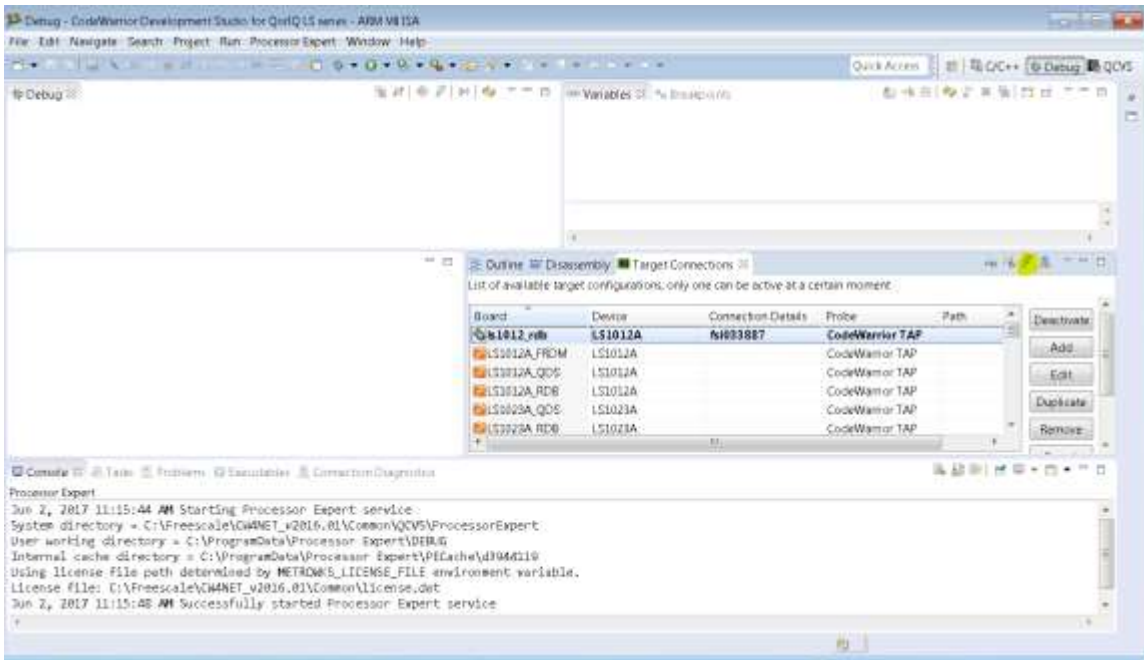 Debug - CodeWarrior Development Studio for QorIQ LS series - ARM V8 ISA
File Edit Navigate Search Project Run Processor Expert Window Help
Quick Access C/C++ Debug QCVS
Debug
Variables Breakpoints
Outline Disassembly Target Connections
List of available target configurations, only one can be active at a certain moment
Board Device Connection Details Probe Path
ls1012_rdb LS1012A fsl033887 CodeWarrior TAP
LS1012A_FRDM LS1012A CodeWarrior TAP
LS1012A_QDS LS1012A CodeWarrior TAP
LS1012A_RDB LS1012A CodeWarrior TAP
LS1023A_QDS LS1023A CodeWarrior TAP
LS1023A_RDB LS1023A CodeWarrior TAP
Deactivate
Add
Edit
Duplicate
Remove
Console Tasks Problems Executables Connection Diagnostics
Processor Expert
Jun 2, 2017 11:15:44 AM Starting Processor Expert service
System directory = C:\Freescale\CW4NET_v2016.01\Common\QCVS\ProcessorExpert
User working directory = C:\ProgramData\Processor Expert\DEBUG
Internal cache directory = C:\ProgramData\Processor Expert\PECache\d3944119
Using license file path determined by METROWKS_LICENSE_FILE environment variable.
License file: C:\Freescale\CW4NET_v2016.01\Common\license.dat
Jun 2, 2017 11:15:48 AM Successfully started Processor Expert service